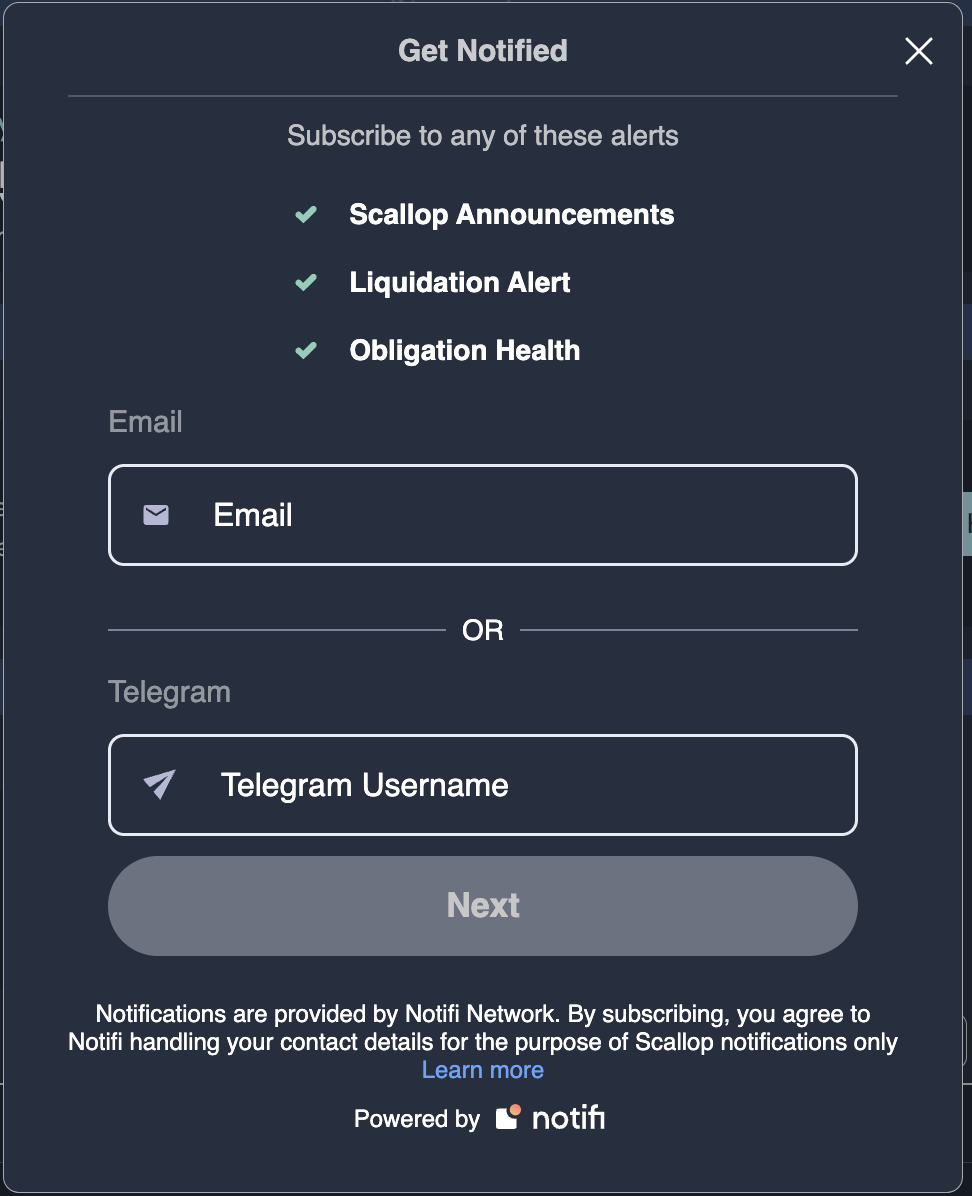 Get Notified
Subscribe to any of these alerts
Scallop Announcements
Liquidation Alert
Obligation Health
Email
Email
OR
Telegram
Telegram Username
Next
Notifications are provided by Notifi Network. By subscribing, you agree to
Notifi handling your contact details for the purpose of Scallop notifications only
Learn more
Powered by notifi